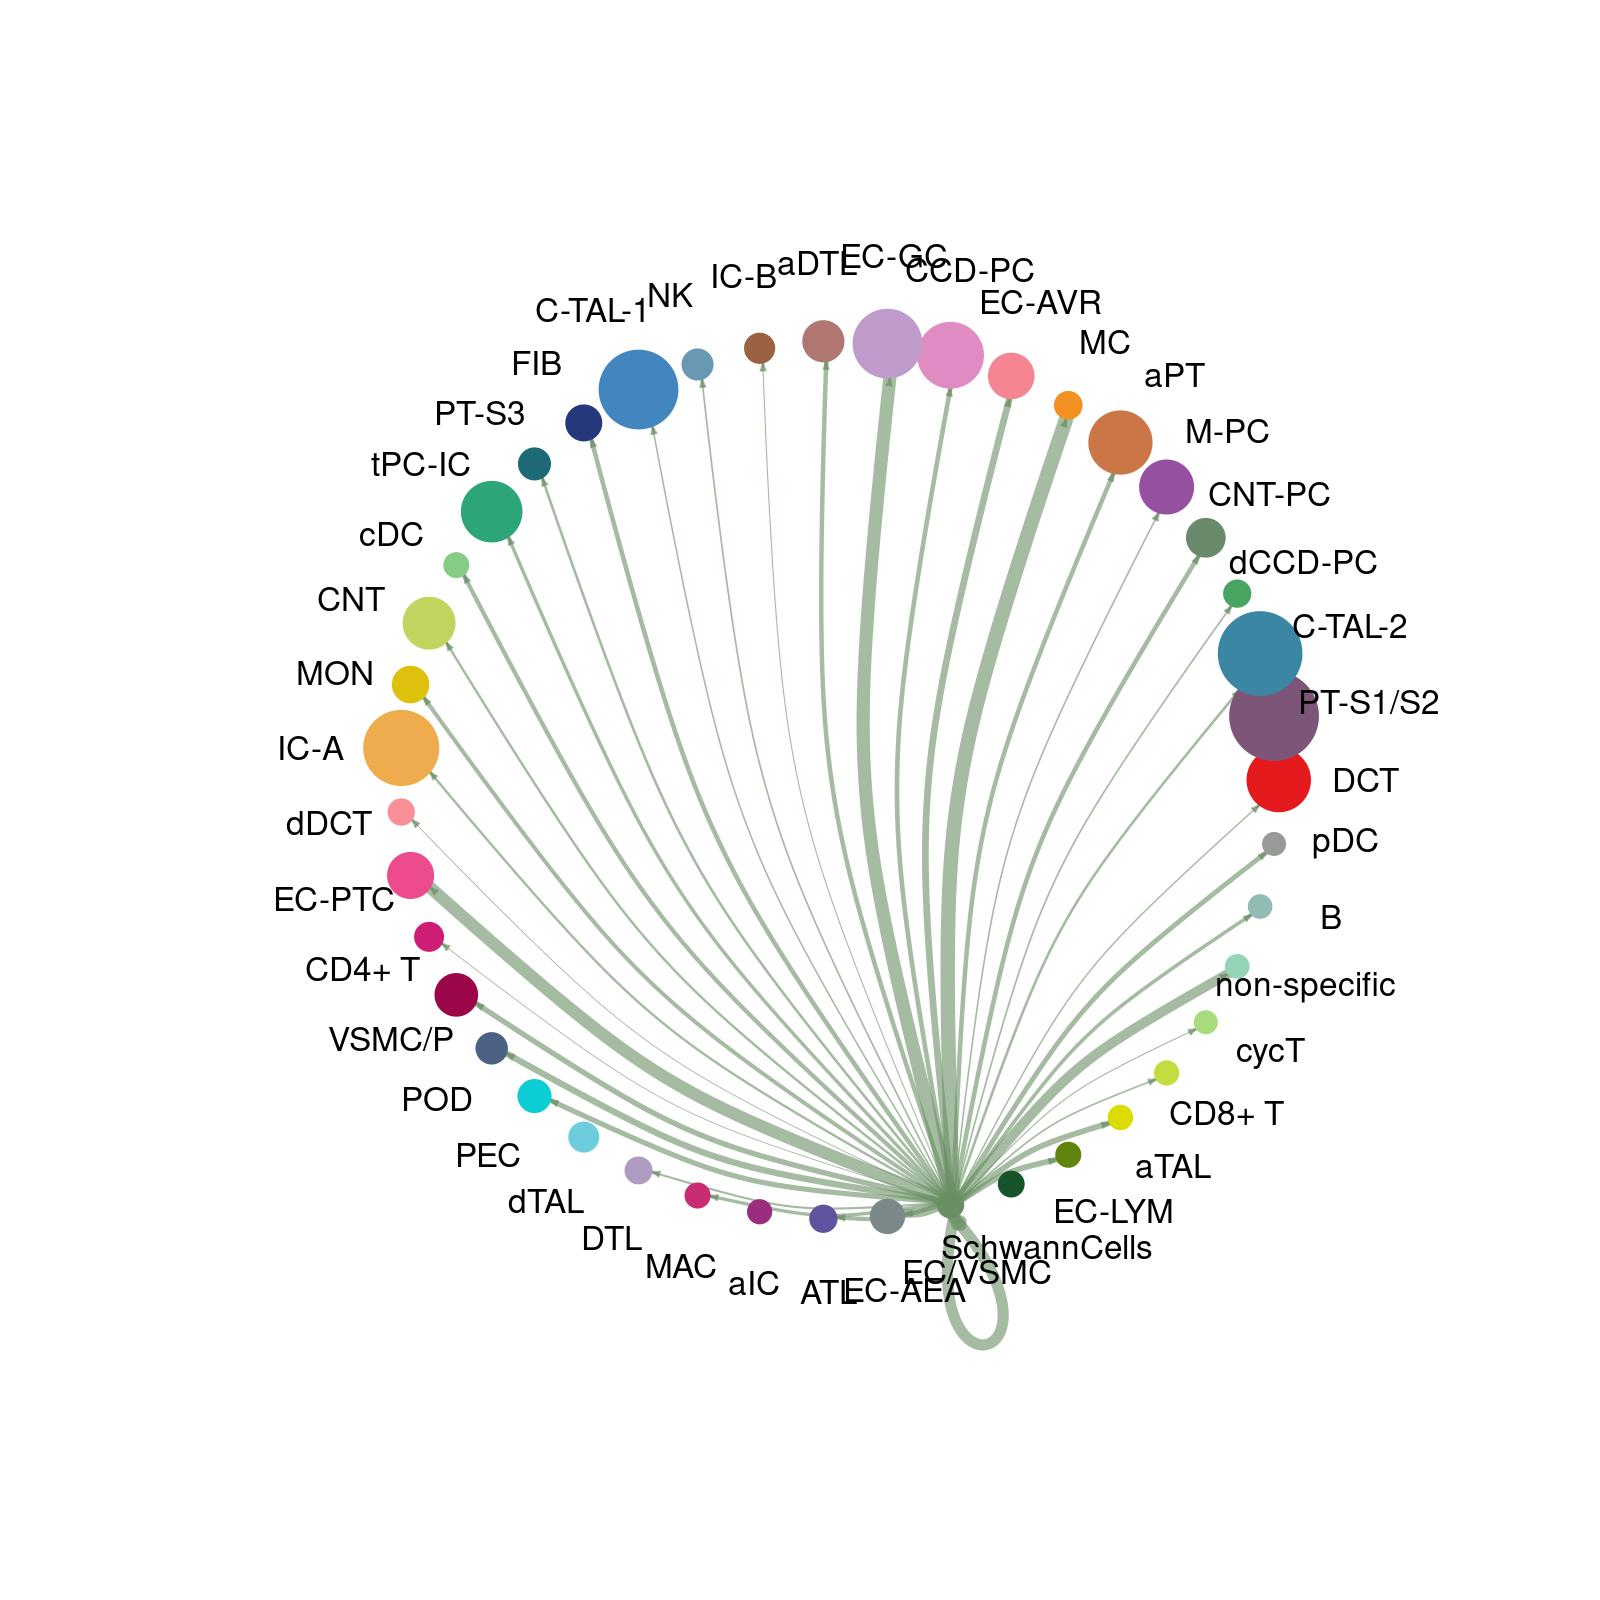 EC-GC
CCD-PC
EC-AVR
MC
aPT
M-PC
CNT-PC
dCCD-PC
C-TAL-2
PT-S1/S2
DCT
pDC
B
non-specific
cycT
CD8+ T
aTAL
EC-LYM
SchwannCells
EC/VSMC
EC-AEA
ATL
aIC
MAC
DTL
dTAL
PEC
POD
VSMC/P
CD4+ T
EC-PTC
dDCT
IC-A
MON
CNT
cDC
tPC-IC
PT-S3
FIB
C-TAL-1
NK
IC-B
aDTL